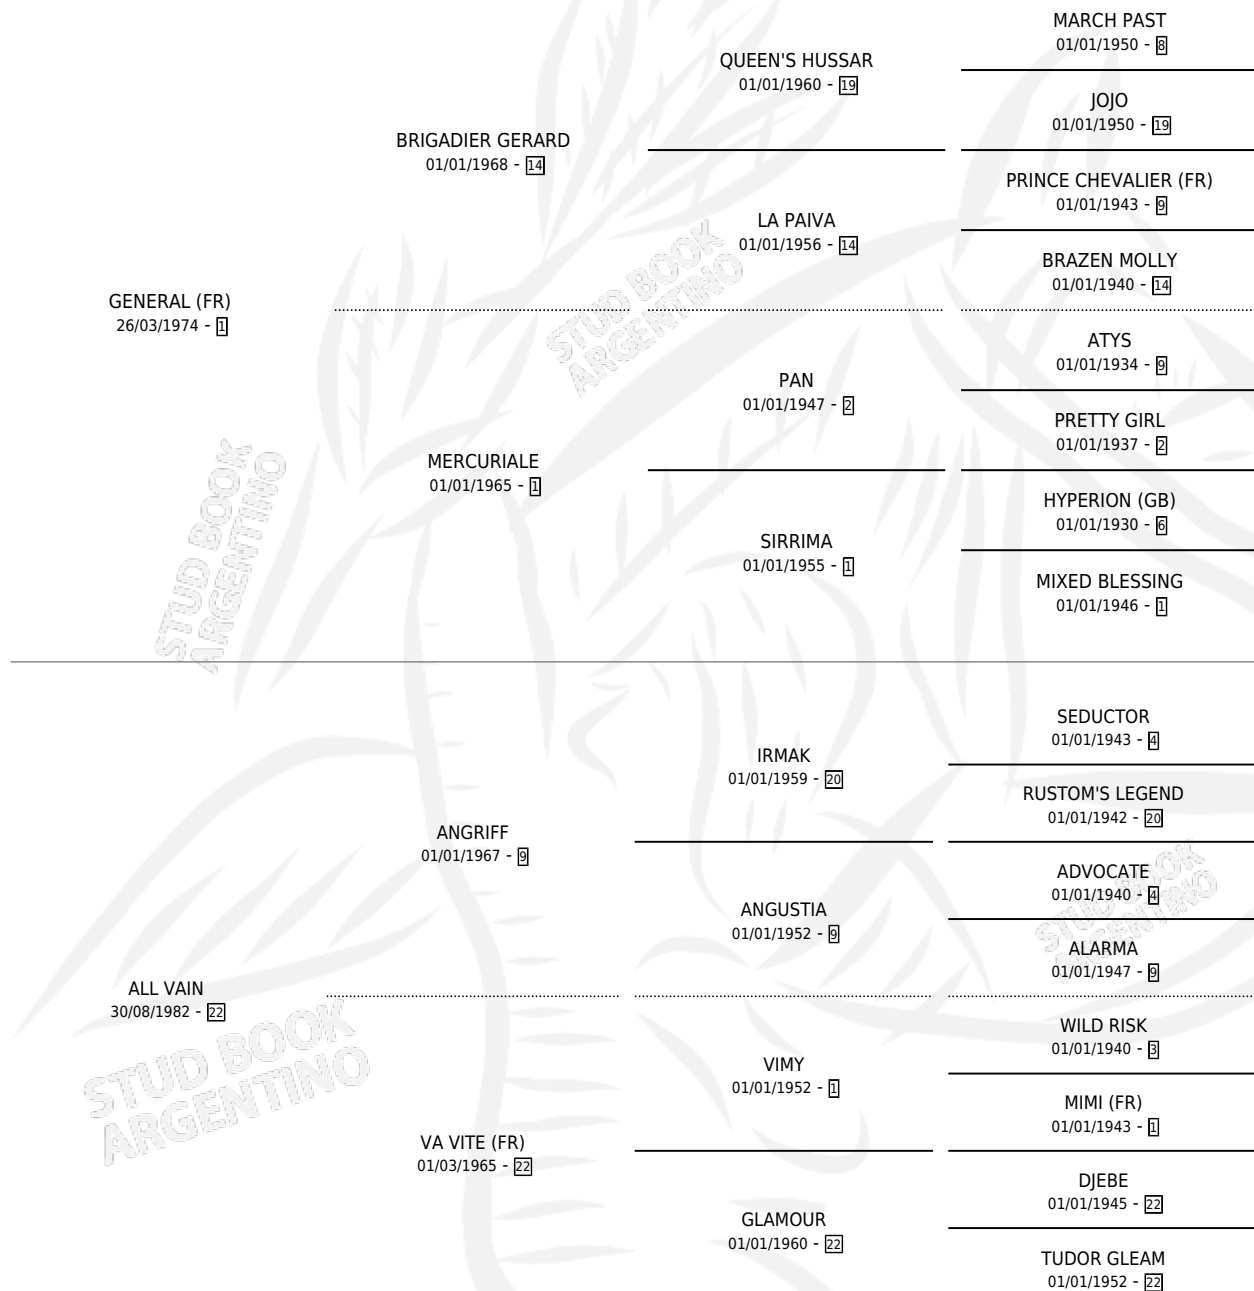 MARCH PAST
01/01/1950 - 8
QUEEN'S HUSSAR
01/01/1960 - 19
JOJO
01/01/1950 - 19
BRIGADIER GERARD
01/01/1968 - 14
PRINCE CHEVALIER (FR)
01/01/1943 - 9
LA PAIVA
01/01/1956 - 14
BRAZEN MOLLY
01/01/1940 - 14
GENERAL (FR)
26/03/1974 - 1
ATYS
01/01/1934 - 9
PAN
01/01/1947 - 2
PRETTY GIRL
01/01/1937 - 2
MERCURIALE
01/01/1965 - 1
HYPERION (GB)
01/01/1930 - 6
SIRRIMA
01/01/1955 - 1
MIXED BLESSING
01/01/1946 - 1
SEDUCTOR
01/01/1943 - 4
IRMAK
01/01/1959 - 20
RUSTOM'S LEGEND
01/01/1942 - 20
ANGRIFF
01/01/1967 - 9
ADVOCATE
01/01/1940 - 4
ANGUSTIA
01/01/1952 - 9
ALARMA
01/01/1947 - 9
ALL VAIN
30/08/1982 - 22
WILD RISK
01/01/1940 - 3
VIMY
01/01/1952 - 1
MIMI (FR)
01/01/1943 - 1
VA VITE (FR)
01/03/1965 - 22
DJEBE
01/01/1945 - 22
GLAMOUR
01/01/1960 - 22
TUDOR GLEAM
01/01/1952 - 22
STUD BOOK
ARGENTINO
STUD BOOK
ARGENTINO
STUD BOOK
ARGENTINO
STUD BOOK
ARGENTINO